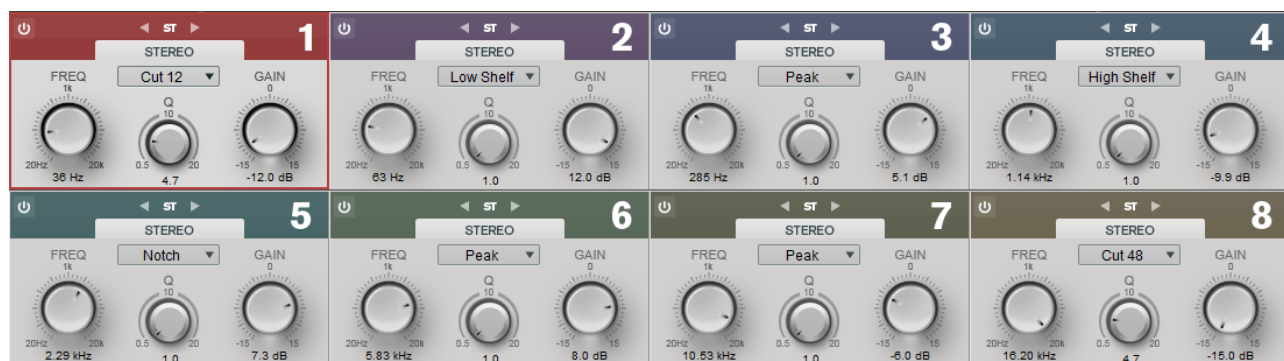 ST 1 ST 2 ST 3 ST 4
STEREO STEREO STEREO STEREO
FREQ Cut 12 GAIN FREQ Low Shelf GAIN FREQ Peak GAIN FREQ High Shelf GAIN
1k Q 0 1k Q 0 1k Q 0 1k Q 0
10 10 10 10
20Hz 20k 0.5 20 -15 15 20Hz 20k 0.5 20 -15 15 20Hz 20k 0.5 20 -15 15 20Hz 20k 0.5 20 -15 15
36 Hz 4.7 -12.0 dB 63 Hz 1.0 12.0 dB 285 Hz 1.0 5.1 dB 1.14 kHz 1.0 -9.9 dB
ST 5 ST 6 ST 7 ST 8
STEREO STEREO STEREO STEREO
FREQ Notch GAIN FREQ Peak GAIN FREQ Peak GAIN FREQ Cut 48 GAIN
1k Q 0 1k Q 0 1k Q 0 1k Q 0
10 10 10 10
20Hz 20k 0.5 20 -15 15 20Hz 20k 0.5 20 -15 15 20Hz 20k 0.5 20 -15 15 20Hz 20k 0.5 20 -15 15
2.29 kHz 1.0 7.3 dB 5.83 kHz 1.0 8.0 dB 10.53 kHz 1.0 -6.0 dB 16.20 kHz 4.7 -15.0 dB